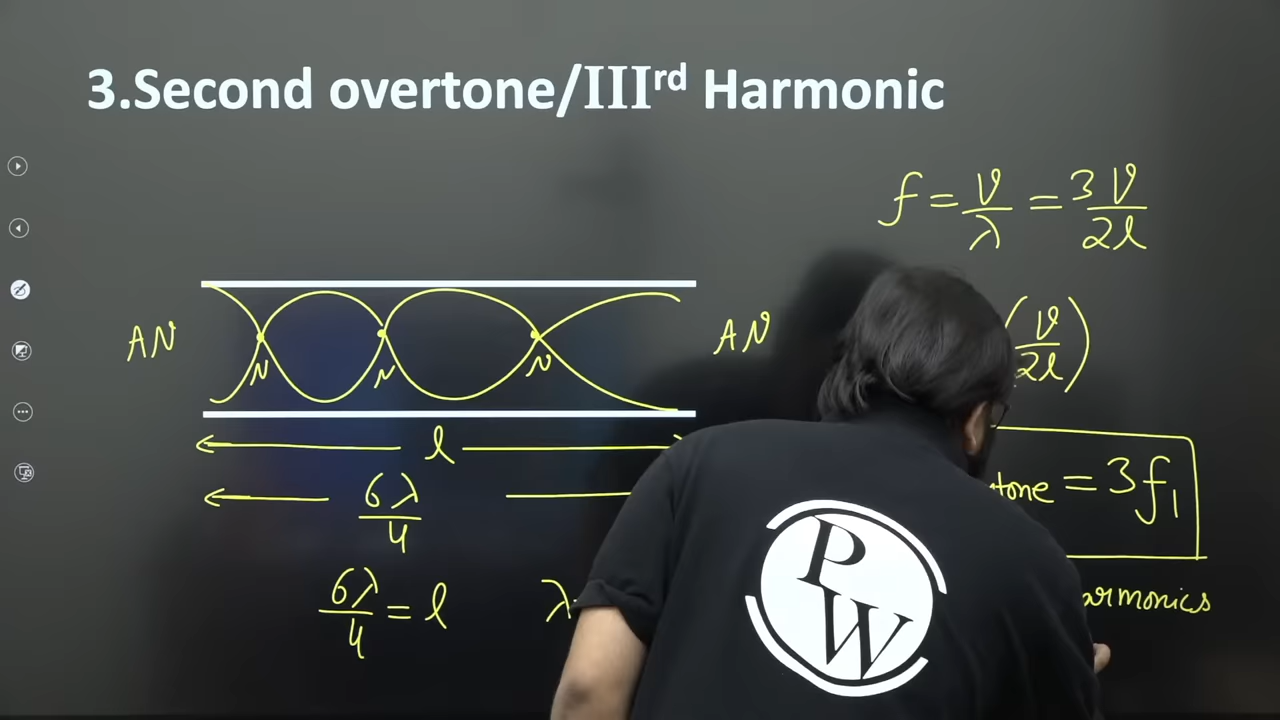 3.Second overtone/IIIrd Harmonic
f = v/λ = 3v/2l
(v/2l)
AN N N N AN
l
6λ/4
tone = 3f₁
6λ/4 = l λ
armonics
PW